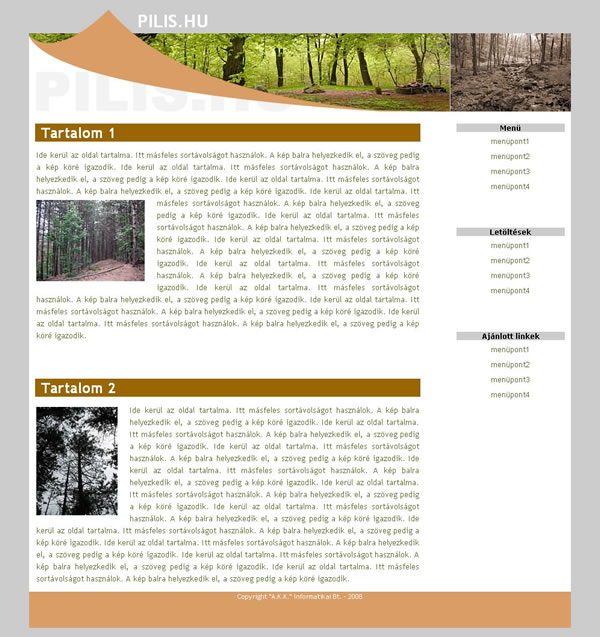 PILIS.HU
PILIS.HU
Tartalom 1
Ide kerül az oldal tartalma. Itt másfeles sortávolságot használok. A kép balra helyezkedik el, a szöveg pedig
a kép köré igazodik. Ide kerül az oldal tartalma. Itt másfeles sortávolságot használok. A kép balra
helyezkedik el, a szöveg pedig a kép köré igazodik. Ide kerül az oldal tartalma. Itt másfeles sortávolságot
használok. A kép balra helyezkedik el, a szöveg pedig a kép köré igazodik. Ide kerül az oldal tartalma. Itt
másfeles sortávolságot használok. A kép balra helyezkedik el, a szöveg
pedig a kép köré igazodik. Ide kerül az oldal tartalma. Itt másfeles
sortávolságot használok. A kép balra helyezkedik el, a szöveg pedig a kép
köré igazodik. Ide kerül az oldal tartalma. Itt másfeles sortávolságot
használok. A kép balra helyezkedik el, a szöveg pedig a kép köré
igazodik. Ide kerül az oldal tartalma. Itt másfeles sortávolságot
használok. A kép balra helyezkedik el, a szöveg pedig a kép köré
igazodik. Ide kerül az oldal tartalma. Itt másfeles sortávolságot
használok. A kép balra helyezkedik el, a szöveg pedig a kép köré igazodik. Ide kerül az oldal tartalma. Itt
másfeles sortávolságot használok. A kép balra helyezkedik el, a szöveg pedig a kép köré igazodik. Ide kerül
az oldal tartalma. Itt másfeles sortávolságot használok. A kép balra helyezkedik el, a szöveg pedig a kép
köré igazodik.
Tartalom 2
Ide kerül az oldal tartalma. Itt másfeles sortávolságot használok. A kép balra
helyezkedik el, a szöveg pedig a kép köré igazodik. Ide kerül az oldal tartalma.
Itt másfeles sortávolságot használok. A kép balra helyezkedik el, a szöveg pedig
a kép köré igazodik. Ide kerül az oldal tartalma. Itt másfeles sortávolságot
használok. A kép balra helyezkedik el, a szöveg pedig a kép köré igazodik. Ide
kerül az oldal tartalma. Itt másfeles sortávolságot használok. A kép balra
helyezkedik el, a szöveg pedig a kép köré igazodik. Ide kerül az oldal tartalma.
Itt másfeles sortávolságot használok. A kép balra helyezkedik el, a szöveg pedig
a kép köré igazodik. Ide kerül az oldal tartalma. Itt másfeles sortávolságot
használok. A kép balra helyezkedik el, a szöveg pedig a kép köré igazodik. Ide
kerül az oldal tartalma. Itt másfeles sortávolságot használok. A kép balra helyezkedik el, a szöveg pedig a
kép köré igazodik. Ide kerül az oldal tartalma. Itt másfeles sortávolságot használok. A kép balra helyezkedik
el, a szöveg pedig a kép köré igazodik. Ide kerül az oldal tartalma. Itt másfeles sortávolságot használok. A
kép balra helyezkedik el, a szöveg pedig a kép köré igazodik. Ide kerül az oldal tartalma. Itt másfeles
sortávolságot használok. A kép balra helyezkedik el, a szöveg pedig a kép köré igazodik.
Menü
menüpont1
menüpont2
menüpont3
menüpont4
Letöltések
menüpont1
menüpont2
menüpont3
menüpont4
Ajánlott linkek
menüpont1
menüpont2
menüpont3
menüpont4
Copyright "A.K.K." Informatikai Bt. - 2008